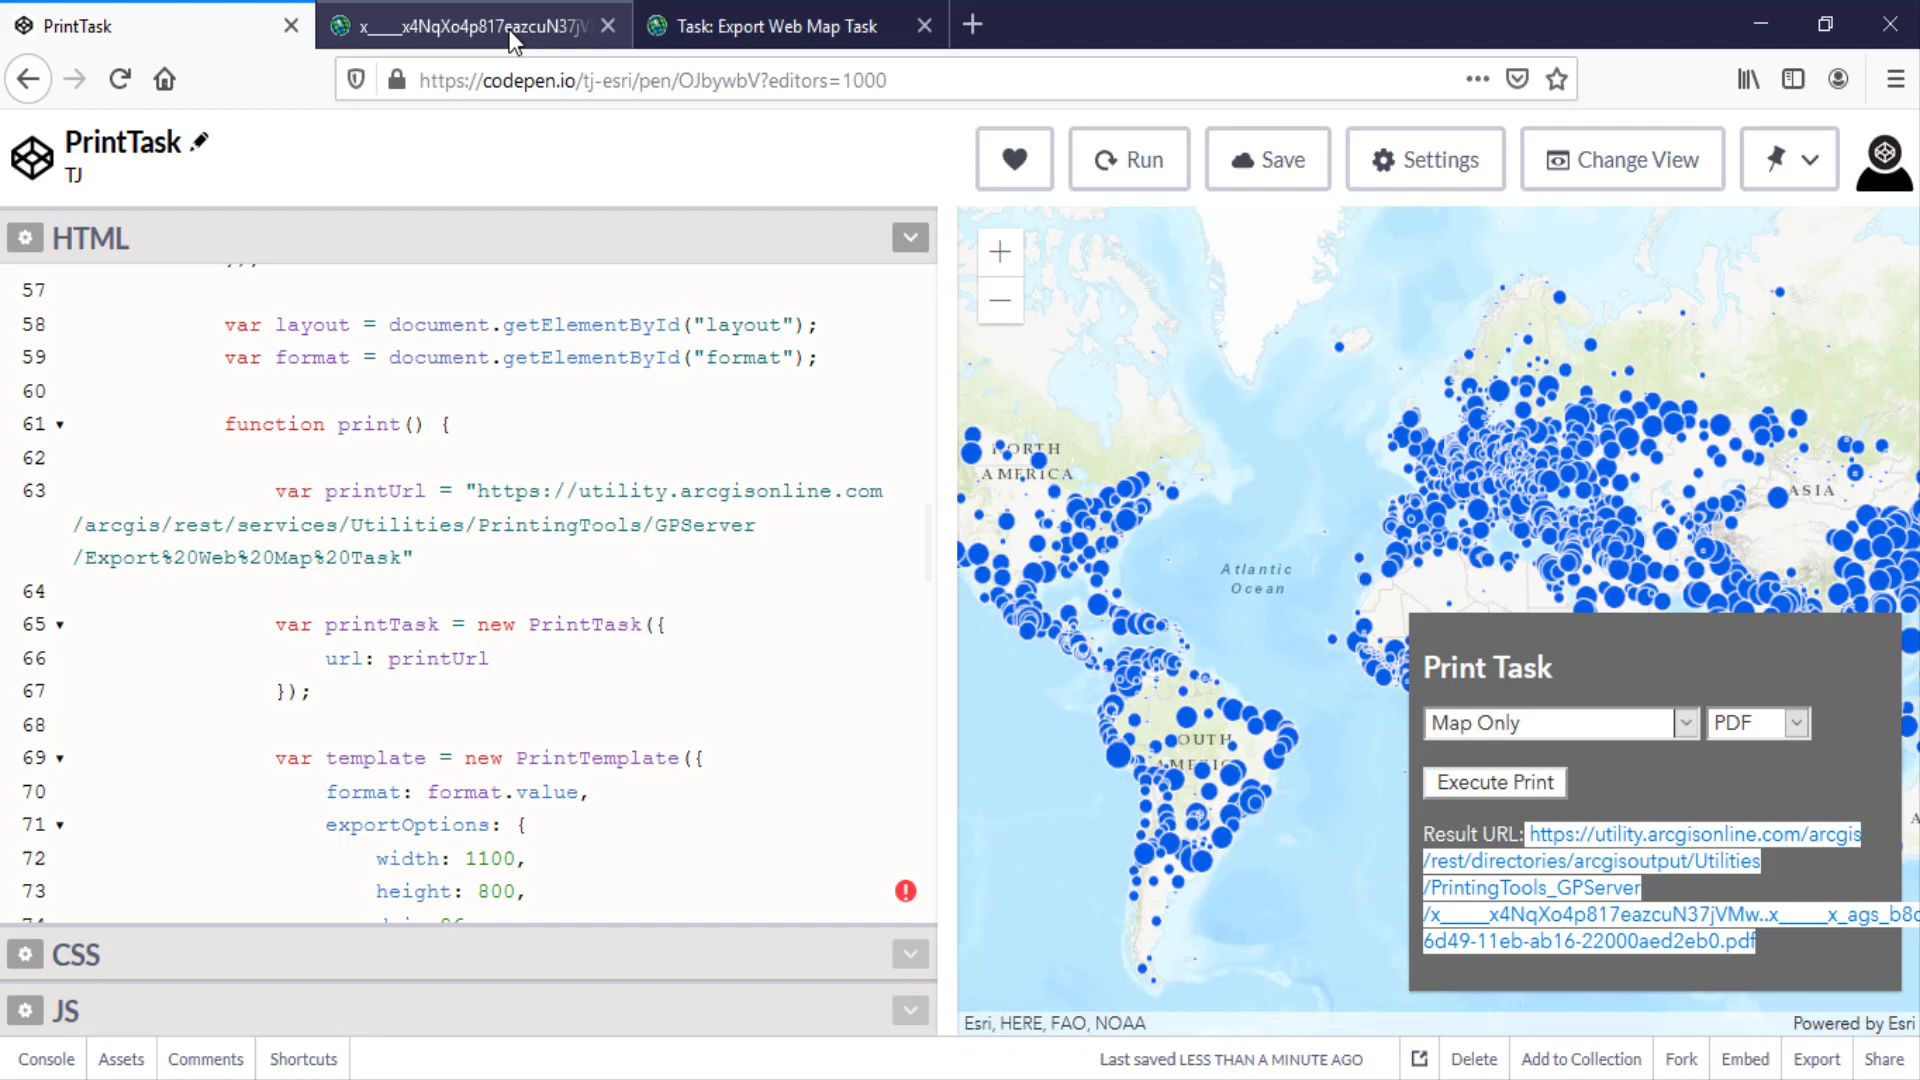 PrintTask
x____x4NqXo4p817eazcuN37jV
Task: Export Web Map Task
https://codepen.io/tj-esri/pen/OJbywbV?editors=1000
PrintTask
TJ
Run
Save
Settings
Change View
HTML
57
58 var layout = document.getElementById("layout");
59 var format = document.getElementById("format");
60
61 function print() {
62
63 var printUrl = "https://utility.arcgisonline.com
/arcgis/rest/services/Utilities/PrintingTools/GPServer
/Export%20Web%20Map%20Task"
64
65 var printTask = new PrintTask({
66 url: printUrl
67 });
68
69 var template = new PrintTemplate({
70 format: format.value,
71 exportOptions: {
72 width: 1100,
73 height: 800,
CSS
JS
NORTH
AMERICA
ASIA
Atlantic
Ocean
SOUTH
Print Task
Map Only
PDF
Execute Print
Result URL: https://utility.arcgisonline.com/arcgis
/rest/directories/arcgisoutput/Utilities
/PrintingTools_GPServer
/x____x4NqXo4p817eazcuN37jVMw..x____x_ags_b8
6d49-11eb-ab16-22000aed2eb0.pdf
Esri, HERE, FAO, NOAA
Powered by Esri
Console
Assets
Comments
Shortcuts
Last saved LESS THAN A MINUTE AGO
Delete
Add to Collection
Fork
Embed
Export
Share